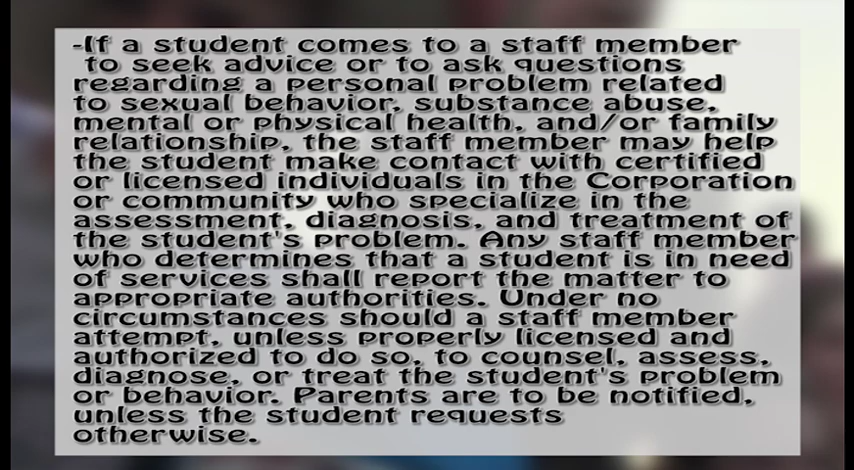 -If a student comes to a staff member
to seek advice or to ask questions
regarding a personal problem related
to sexual behavior, substance abuse,
mental or physical health, and/or family
relationship, the staff member may help
the student make contact with certified
or licensed individuals in the Corporation
or community who specialize in the
assessment, diagnosis, and treatment of
the student's problem. Any staff member
who determines that a student is in need
of services shall report the matter to
appropriate authorities. Under no
circumstances should a staff member
attempt, unless properly licensed and
authorized to do so, to counsel, assess,
diagnose, or treat the student's problem
or behavior. Parents are to be notified,
unless the student requests
otherwise.